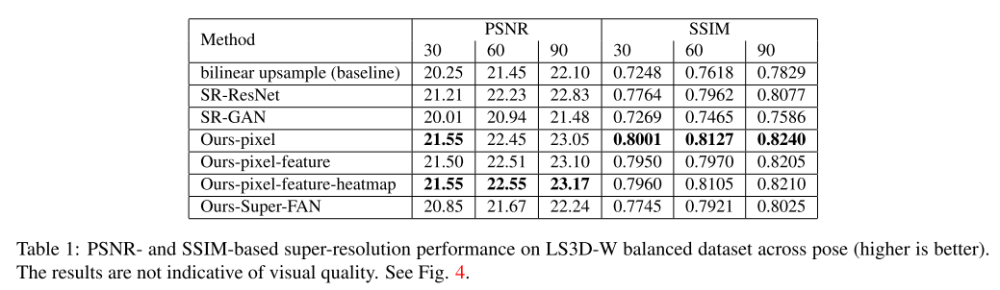 Method PSNR SSIM
30 60 90 30 60 90
bilinear upsample (baseline) 20.25 21.45 22.10 0.7248 0.7618 0.7829
SR-ResNet 21.21 22.23 22.83 0.7764 0.7962 0.8077
SR-GAN 20.01 20.94 21.48 0.7269 0.7465 0.7586
Ours-pixel 21.55 22.45 23.05 0.8001 0.8127 0.8240
Ours-pixel-feature 21.50 22.51 23.10 0.7950 0.7970 0.8205
Ours-pixel-feature-heatmap 21.55 22.55 23.17 0.7960 0.8105 0.8210
Ours-Super-FAN 20.85 21.67 22.24 0.7745 0.7921 0.8025
Table 1: PSNR- and SSIM-based super-resolution performance on LS3D-W balanced dataset across pose (higher is better).
The results are not indicative of visual quality. See Fig. 4.